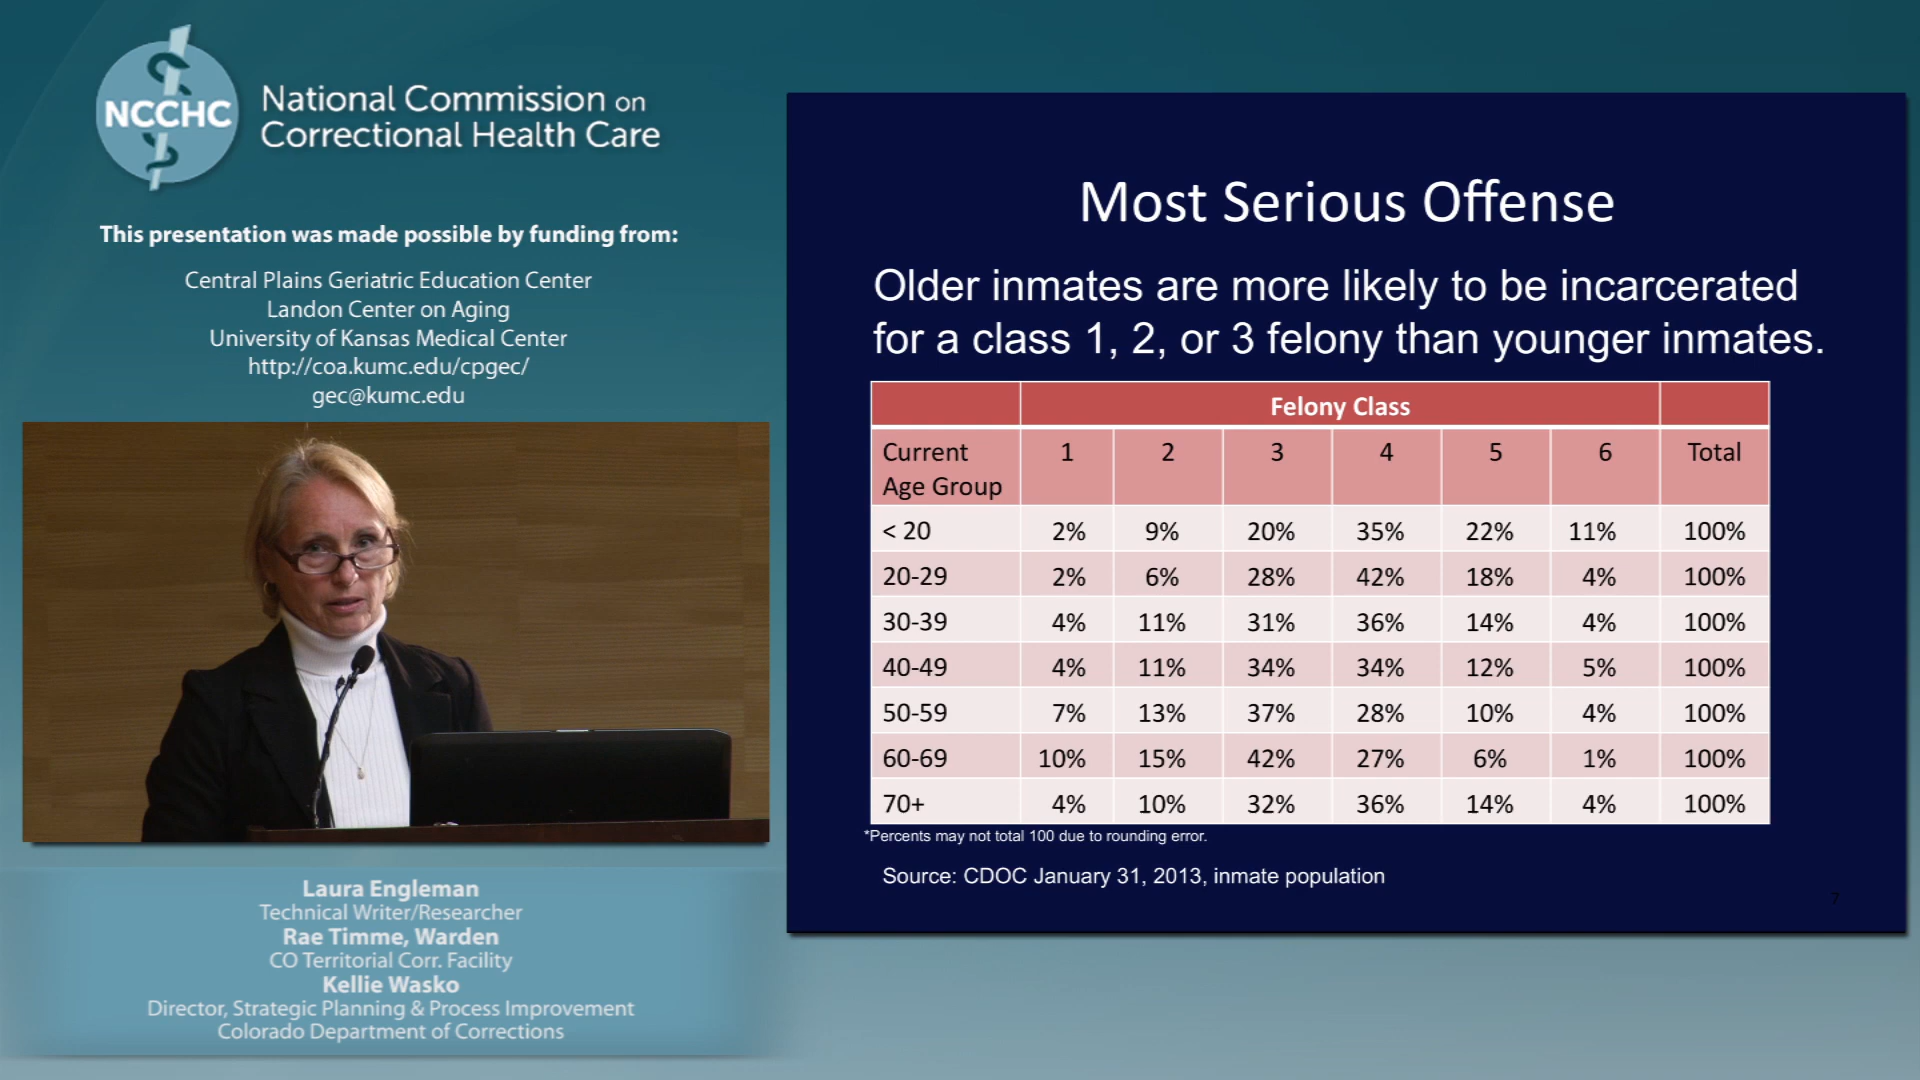 NCCHC
National Commission on
Correctional Health Care
This presentation was made possible by funding from:
Central Plains Geriatric Education Center
Landon Center on Aging
University of Kansas Medical Center
http://coa.kumc.edu/cpgec/
gec@kumc.edu
Laura Engleman
Technical Writer/Researcher
Rae Timme, Warden
CO Territorial Corr. Facility
Kellie Wasko
Director, Strategic Planning & Process Improvement
Colorado Department of Corrections
Most Serious Offense
Older inmates are more likely to be incarcerated
for a class 1, 2, or 3 felony than younger inmates.
Felony Class
Current Age Group 1 2 3 4 5 6 Total
< 20 2% 9% 20% 35% 22% 11% 100%
20-29 2% 6% 28% 42% 18% 4% 100%
30-39 4% 11% 31% 36% 14% 4% 100%
40-49 4% 11% 34% 34% 12% 5% 100%
50-59 7% 13% 37% 28% 10% 4% 100%
60-69 10% 15% 42% 27% 6% 1% 100%
70+ 4% 10% 32% 36% 14% 4% 100%
*Percents may not total 100 due to rounding error.
Source: CDOC January 31, 2013, inmate population
7